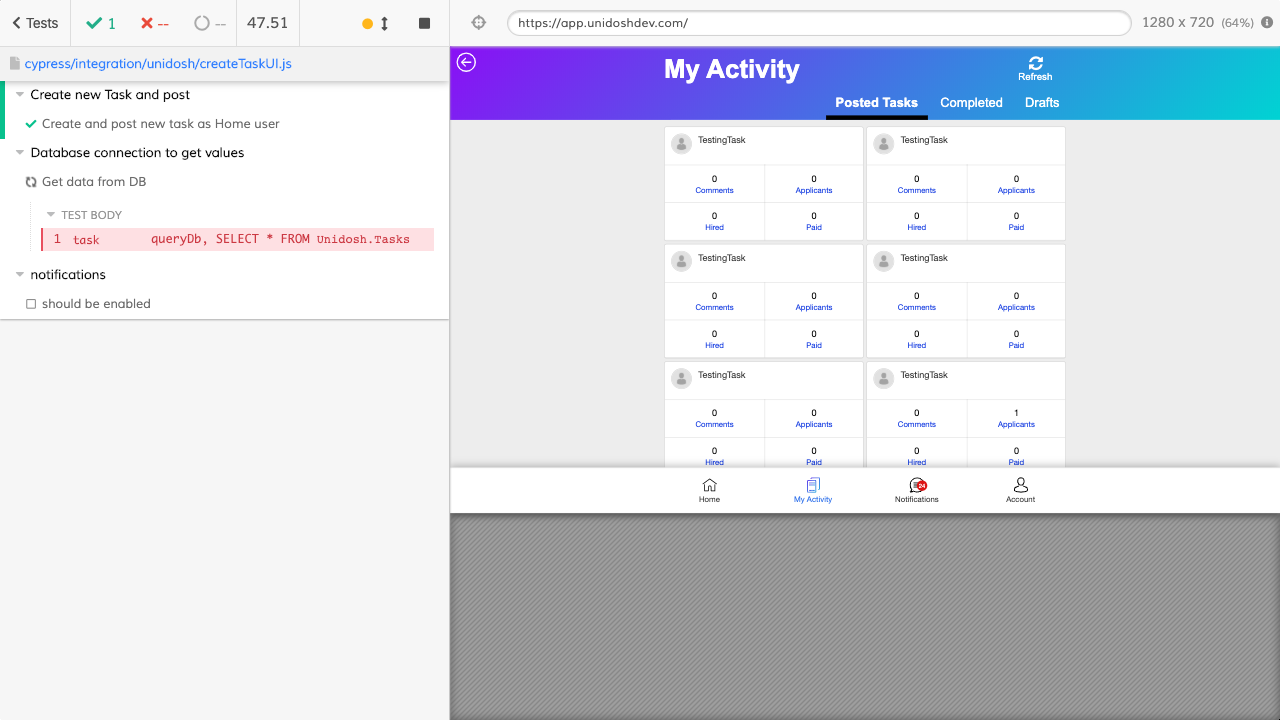 Tests
1
--
--
47.51
https://app.unidoshdev.com/
1280 x 720 (64%)
cypress/integration/unidosh/createTaskUI.js
Create new Task and post
Create and post new task as Home user
Database connection to get values
Get data from DB
TEST BODY
1 task queryDb, SELECT * FROM Unidosh.Tasks
notifications
should be enabled
My Activity
Refresh
Posted Tasks Completed Drafts
TestingTask TestingTask
0 0 0 0
Comments Applicants Comments Applicants
0 0 0 0
Hired Paid Hired Paid
TestingTask TestingTask
0 0 0 0
Comments Applicants Comments Applicants
0 0 0 0
Hired Paid Hired Paid
TestingTask TestingTask
0 0 0 1
Comments Applicants Comments Applicants
0 0 0 0
Hired Paid Hired Paid
24
Home My Activity Notifications Account